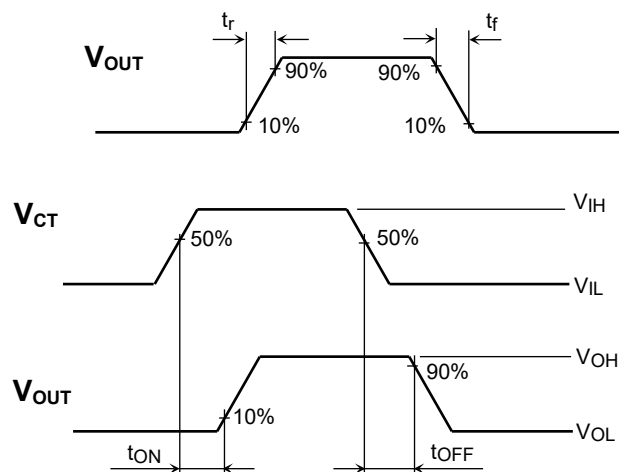 tr
tf
VOUT
90%
90%
10%
10%
VCT
VIH
50%
50%
VIL
VOH
VOUT
90%
10%
VOL
tON
tOFF